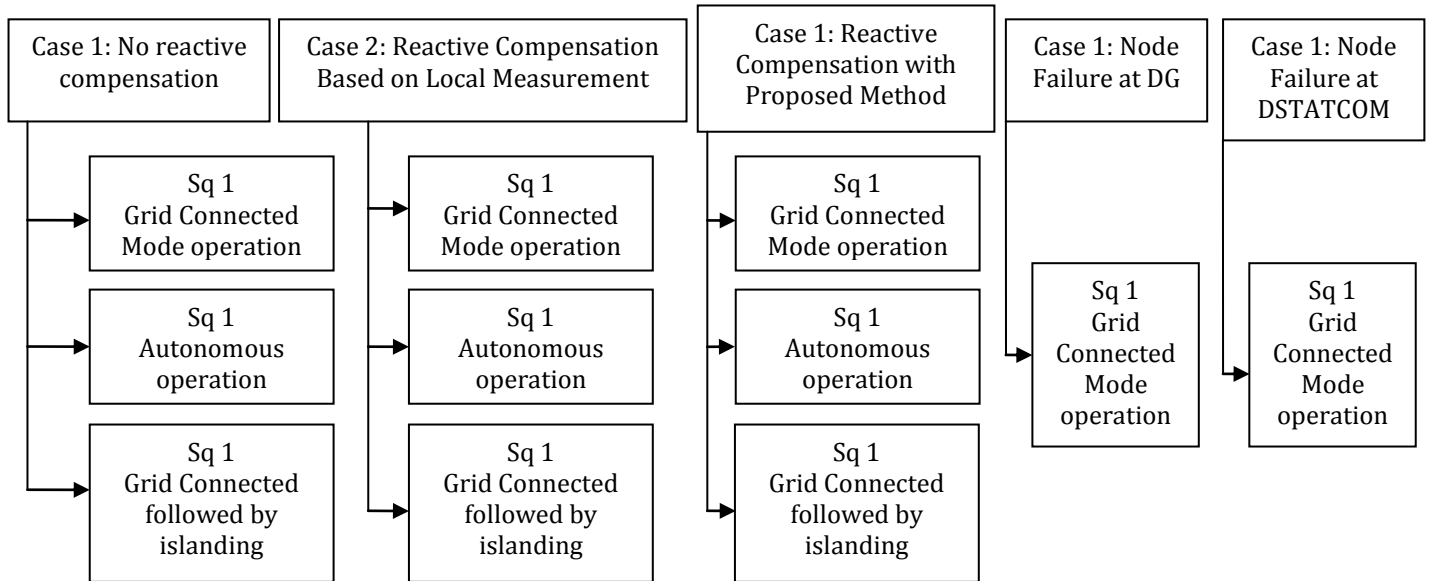 Case 1: No reactive
compensation
Case 2: Reactive Compensation
Based on Local Measurement
Case 1: Reactive
Compensation with
Proposed Method
Case 1: Node
Failure at DG
Case 1: Node
Failure at
DSTATCOM
Sq 1
Grid Connected
Mode operation
Sq 1
Autonomous
operation
Sq 1
Grid Connected
followed by
islanding
Sq 1
Grid Connected
Mode operation
Sq 1
Autonomous
operation
Sq 1
Grid Connected
followed by
islanding
Sq 1
Grid Connected
Mode operation
Sq 1
Autonomous
operation
Sq 1
Grid Connected
followed by
islanding
Sq 1
Grid
Connected
Mode
operation
Sq 1
Grid
Connected
Mode
operation